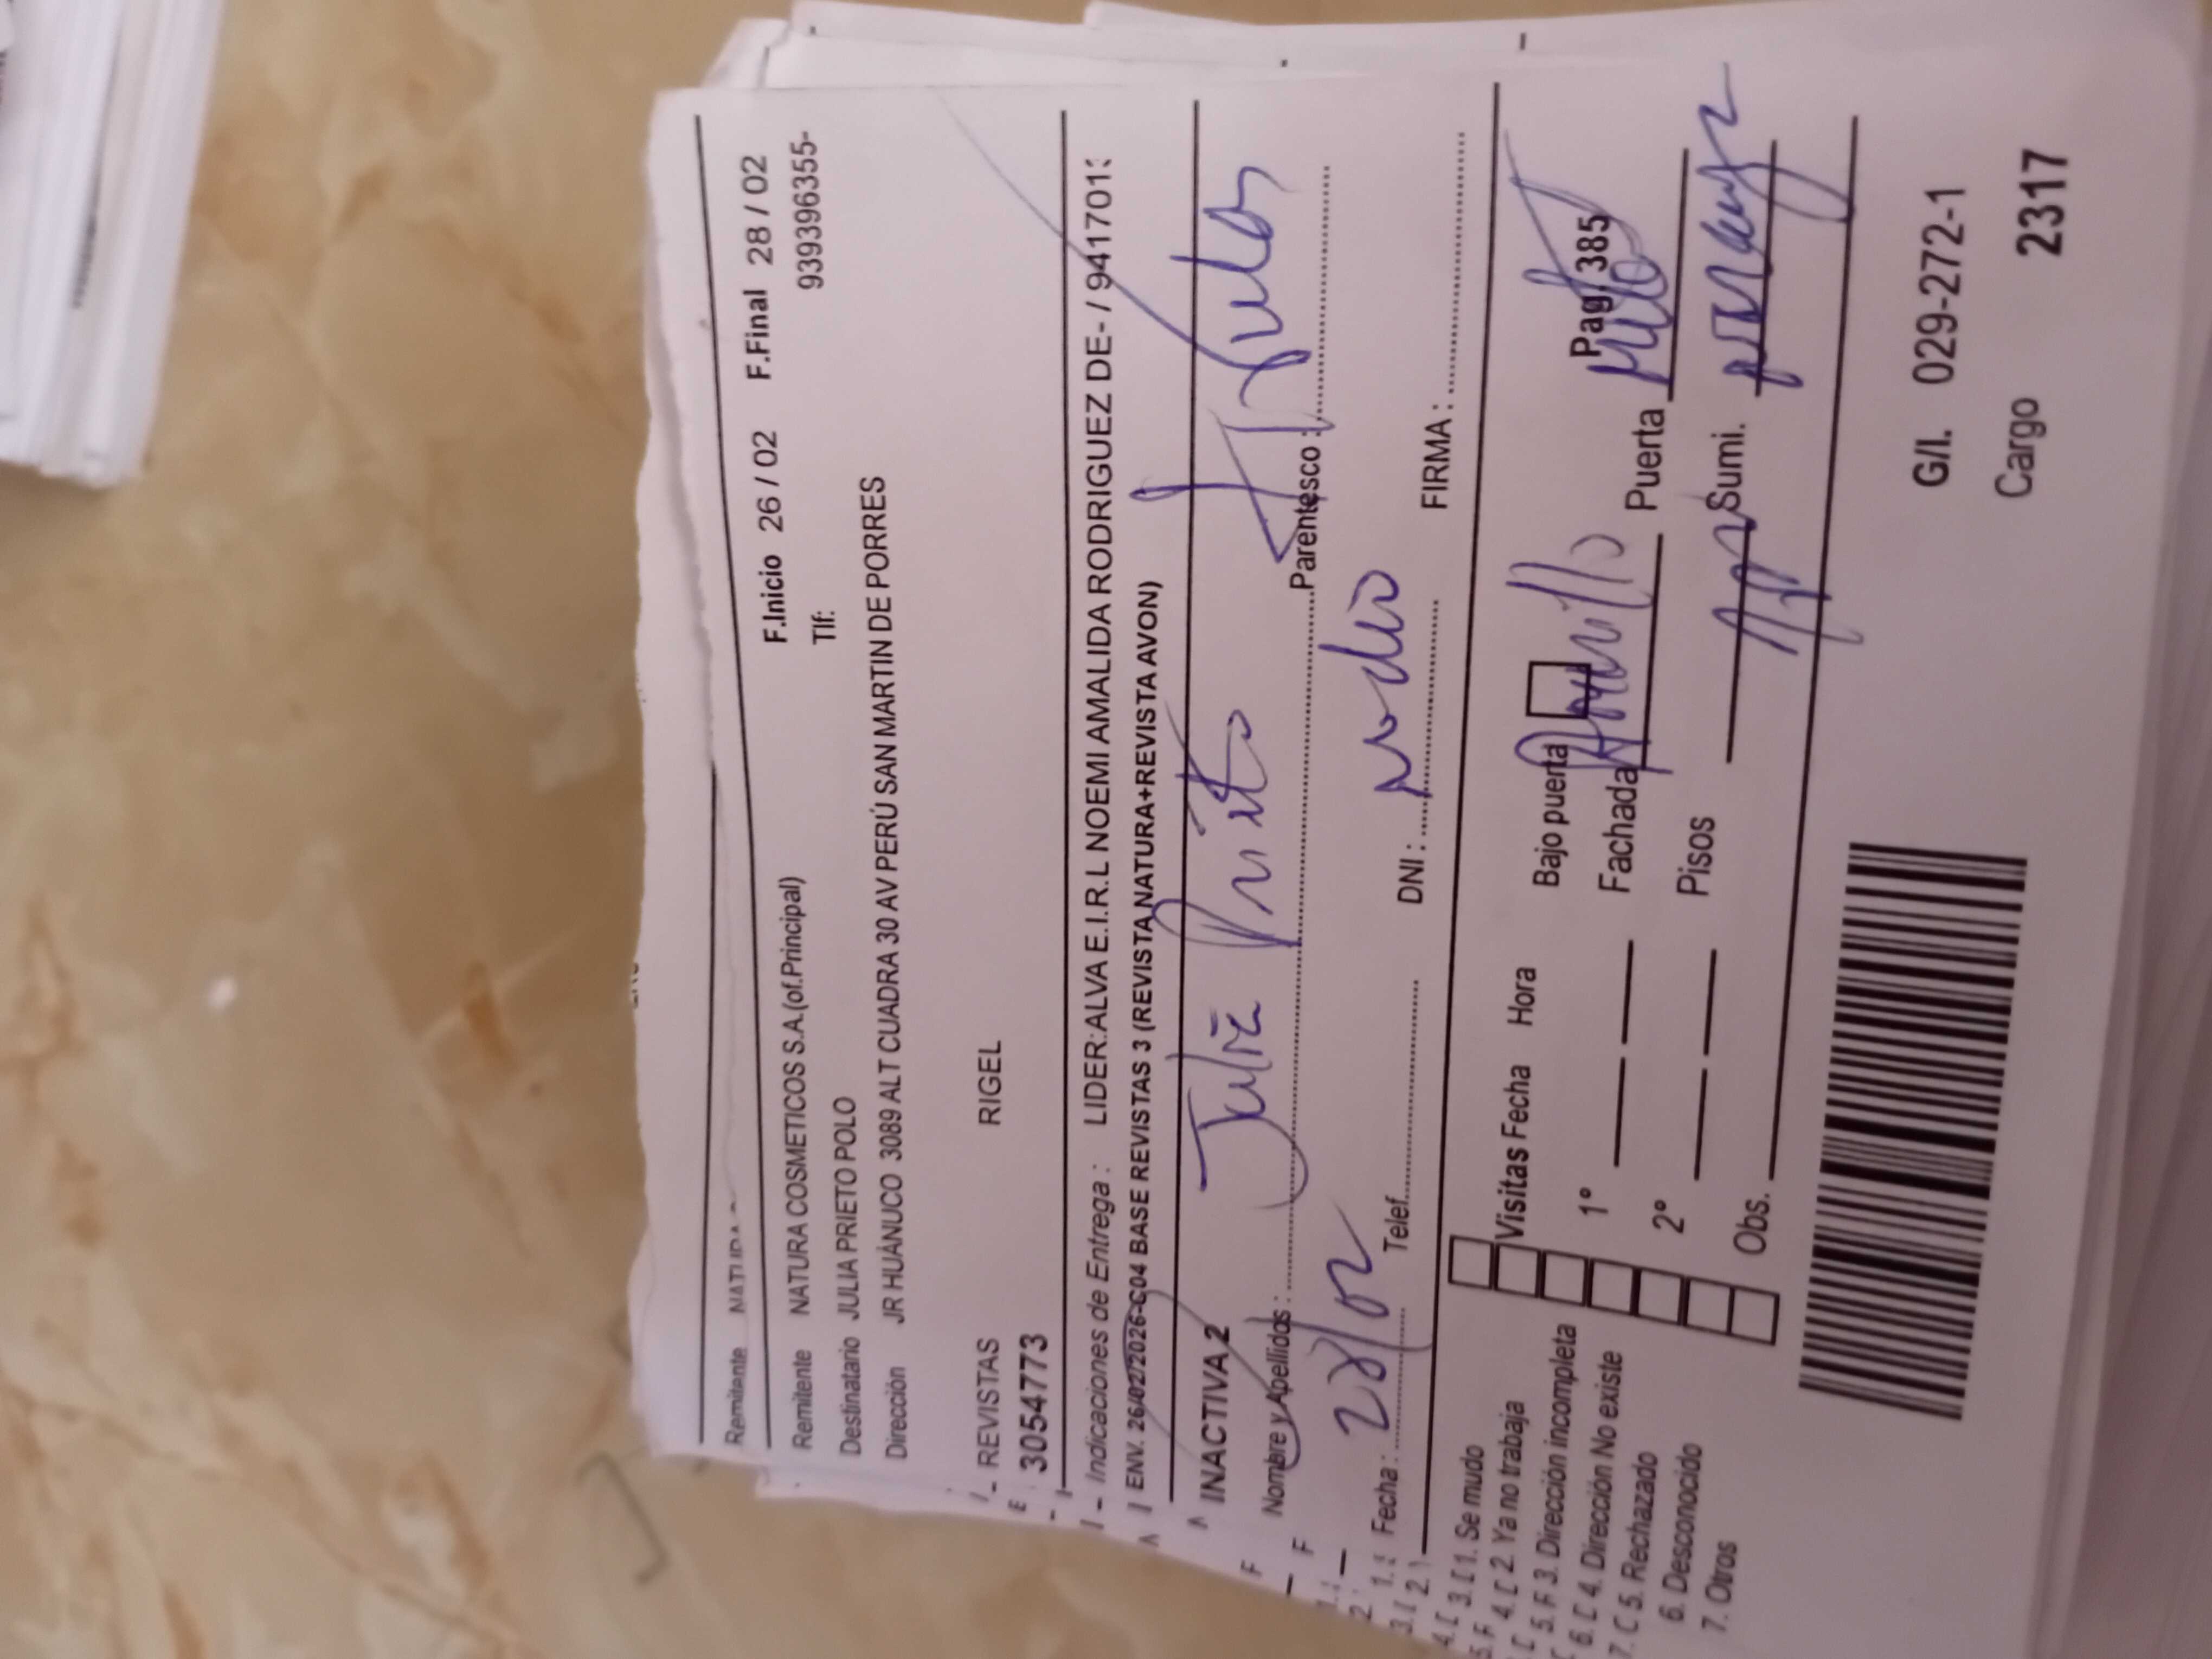 Remitente
F.Inicio 26 / 02 F.Final 28 / 02
Remitente NATURA COSMETICOS S.A.(of.Principal) Tlf: 939396355-
Destinatario JULIA PRIETO POLO
Dirección JR HUÁNUCO 3089 ALT CUADRA 30 AV PERÚ SAN MARTIN DE PORRES
REVISTAS RIGEL
3054773
Indicaciones de Entrega : LIDER:ALVA E.I.R.L NOEMI AMALIDA RODRIGUEZ DE- / 941701
ENV. 26/02/2026-C04 BASE REVISTAS 3 (REVISTA NATURA+REVISTA AVON)
INACTIVA 2
Julia Prieto
Nombre y Apellidos : Parentesco :
28/02
Fecha : Telef. DNI : FIRMA :
1. Se mudo
2. Ya no trabaja
3. Dirección incompleta
4. Dirección No existe
5. Rechazado
6. Desconocido
7. Otros
Visitas Fecha Hora
1°
2°
Obs.
Bajo puerta Pag. 385
Fachada Puerta
Pisos Sumi.
G/I. 029-272-1
Cargo 2317